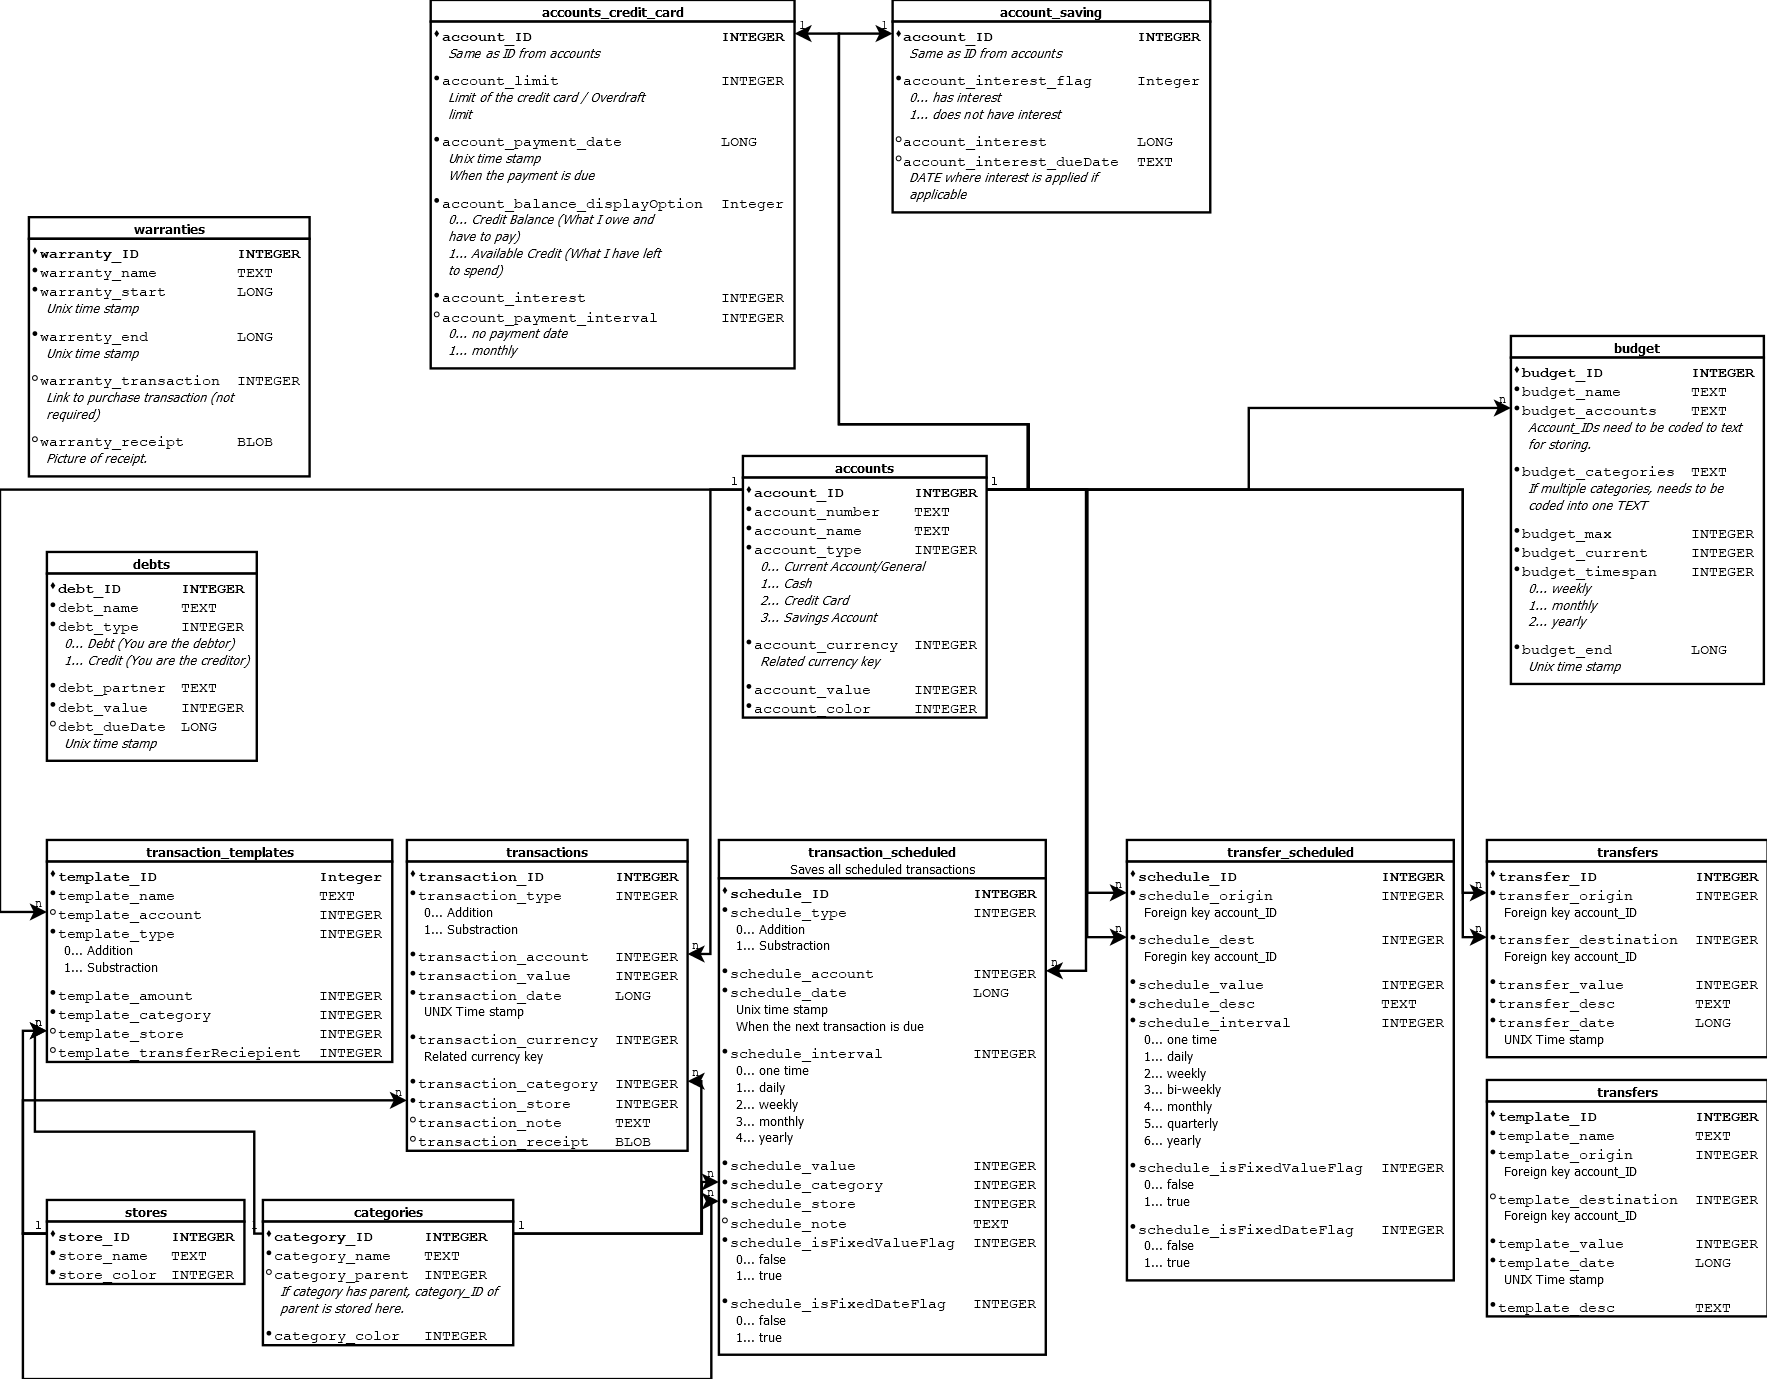 accounts_credit_card
account_ID INTEGER
Same as ID from accounts
account_limit INTEGER
Limit of the credit card / Overdraft
limit
account_payment_date LONG
Unix time stamp
When the payment is due
account_balance_displayOption Integer
0... Credit Balance (What I owe and
have to pay)
1... Available Credit (What I have left
to spend)
account_interest INTEGER
account_payment_interval INTEGER
0... no payment date
1... monthly
1
1
account_saving
account_ID INTEGER
Same as ID from accounts
account_interest_flag Integer
0... has interest
1... does not have interest
account_interest LONG
account_interest_dueDate TEXT
DATE where interest is applied if
applicable
warranties
warranty_ID INTEGER
warranty_name TEXT
warranty_start LONG
Unix time stamp
warrenty_end LONG
Unix time stamp
warranty_transaction INTEGER
Link to purchase transaction (not
required)
warranty_receipt BLOB
Picture of receipt.
budget
budget_ID INTEGER
budget_name TEXT
n
budget_accounts TEXT
Account_IDs need to be coded to text
for storing.
budget_categories TEXT
If multiple categories, needs to be
coded into one TEXT
budget_max INTEGER
budget_current INTEGER
budget_timespan INTEGER
0... weekly
1... monthly
2... yearly
budget_end LONG
Unix time stamp
accounts
1
1
account_ID INTEGER
account_number TEXT
account_name TEXT
account_type INTEGER
0... Current Account/General
1... Cash
2... Credit Card
3... Savings Account
account_currency INTEGER
Related currency key
account_value INTEGER
account_color INTEGER
debts
debt_ID INTEGER
debt_name TEXT
debt_type INTEGER
0... Debt (You are the debtor)
1... Credit (You are the creditor)
debt_partner TEXT
debt_value INTEGER
debt_dueDate LONG
Unix time stamp
transaction_templates
template_ID Integer
template_name TEXT
n
template_account INTEGER
template_type INTEGER
0... Addition
1... Substraction
template_amount INTEGER
template_category INTEGER
n
template_store INTEGER
template_transferReciepient INTEGER
transactions
transaction_ID INTEGER
transaction_type INTEGER
0... Addition
1... Substraction
n
transaction_account INTEGER
transaction_value INTEGER
transaction_date LONG
UNIX Time stamp
transaction_currency INTEGER
Related currency key
n
transaction_category INTEGER
n
transaction_store INTEGER
transaction_note TEXT
transaction_receipt BLOB
transaction_scheduled
Saves all scheduled transactions
schedule_ID INTEGER
schedule_type INTEGER
0... Addition
1... Substraction
n
schedule_account INTEGER
schedule_date LONG
Unix time stamp
When the next transaction is due
schedule_interval INTEGER
0... one time
1... daily
2... weekly
3... monthly
4... yearly
schedule_value INTEGER
n
schedule_category INTEGER
n
schedule_store INTEGER
schedule_note TEXT
schedule_isFixedValueFlag INTEGER
0... false
1... true
schedule_isFixedDateFlag INTEGER
0... false
1... true
transfer_scheduled
schedule_ID INTEGER
n
schedule_origin INTEGER
Foreign key account_ID
n
schedule_dest INTEGER
Foregin key account_ID
schedule_value INTEGER
schedule_desc TEXT
schedule_interval INTEGER
0... one time
1... daily
2... weekly
3... bi-weekly
4... monthly
5... quarterly
6... yearly
schedule_isFixedValueFlag INTEGER
0... false
1... true
schedule_isFixedDateFlag INTEGER
0... false
1... true
transfers
transfer_ID INTEGER
n
transfer_origin INTEGER
Foreign key account_ID
n
transfer_destination INTEGER
Foreign key account_ID
transfer_value INTEGER
transfer_desc TEXT
transfer_date LONG
UNIX Time stamp
transfers
template_ID INTEGER
template_name TEXT
template_origin INTEGER
Foreign key account_ID
template_destination INTEGER
Foreign key account_ID
template_value INTEGER
template_date LONG
UNIX Time stamp
template_desc TEXT
stores
1
store_ID INTEGER
store_name TEXT
store_color INTEGER
categories
1
1
category_ID INTEGER
category_name TEXT
category_parent INTEGER
If category has parent, category_ID of
parent is stored here.
category_color INTEGER